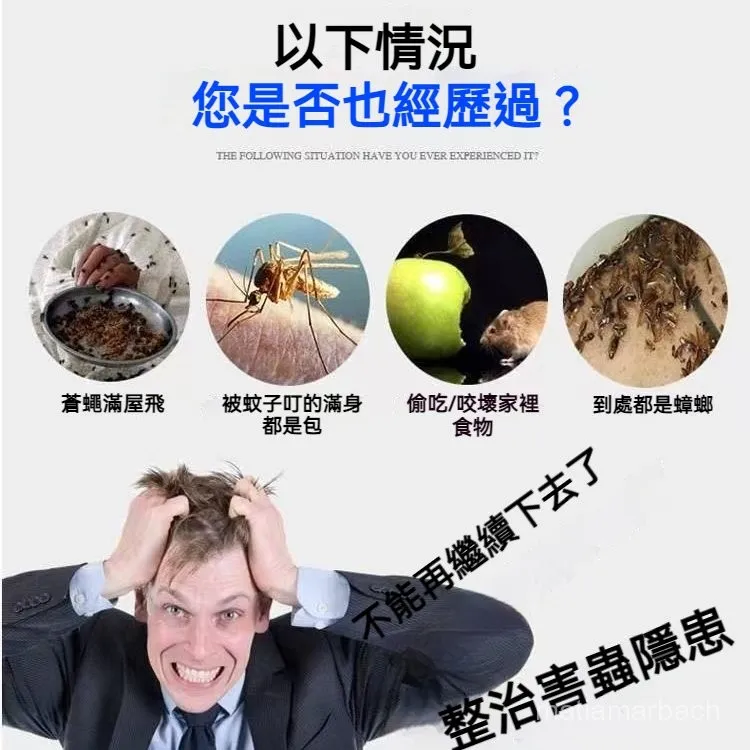 以下情況
您是否也經歷過？
THE FOLLOWING SITUATION HAVE YOU EVER EXPERIENCED IT?
蒼蠅滿屋飛
被蚊子叮的滿身
都是包
偷吃/咬壞家裡
食物
到處都是蟑螂
不能再繼續下去了
整治害蟲隱患